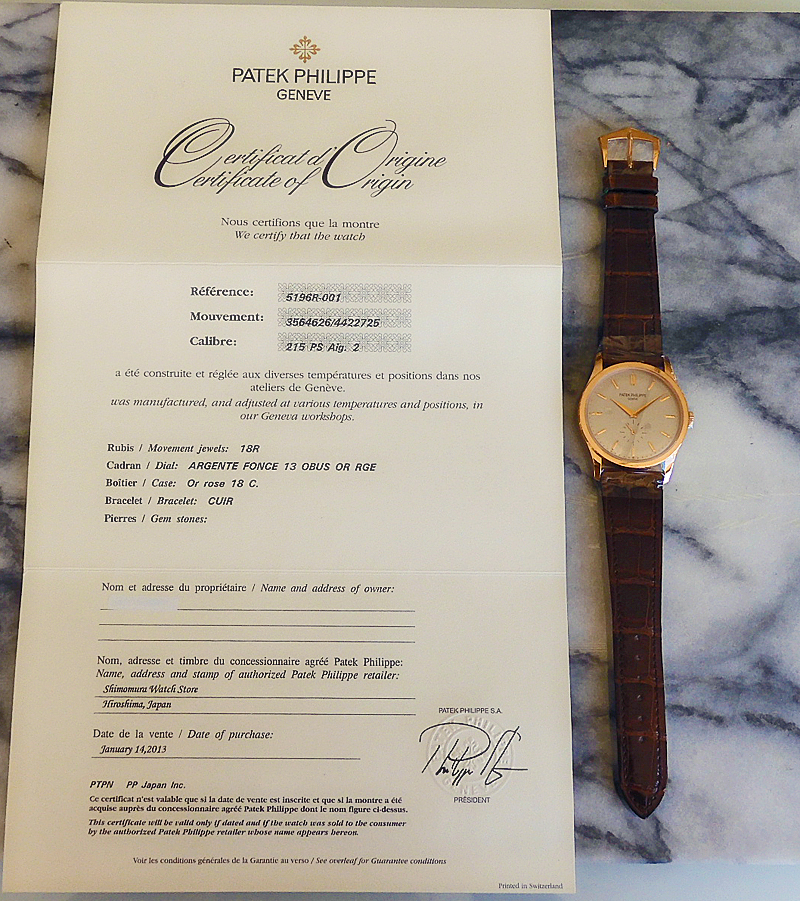 PATEK PHILIPPE
GENEVE
Certificat d'Origine
Certificate of Origin
Nous certifions que la montre
We certify that the watch
Référence: 5196R-001
Mouvement: 3564626/4422725
Calibre: 215 PS Aig. 2
a été construite et réglée aux diverses températures et positions dans nos
ateliers de Genève.
was manufactured, and adjusted at various temperatures and positions, in
our Geneva workshops.
Rubis / Movement jewels: 18R
Cadran / Dial: ARGENTE FONCE 13 OBUS OR RGE
Boîtier / Case: Or rose 18 C.
Bracelet / Bracelet: CUIR
Pierres / Gem stones:
Nom et adresse du propriétaire / Name and address of owner:
Nom, adresse et timbre du concessionnaire agréé Patek Philippe:
Name, address and stamp of authorized Patek Philippe retailer:
Shimomura Watch Store
Hiroshima, Japan
Date de la vente / Date of purchase:
January 14,2013
PATEK PHILIPPE S.A.
PRÉSIDENT
PTPN PP Japan Inc.
Ce certificat n'est valable que si la date de vente est inscrite et que si la montre a été
acquise auprès du concessionnaire agréé Patek Philippe dont le nom figure ci-dessus.
This certificate will be valid only if dated and if the watch was sold to the consumer
by the authorized Patek Philippe retailer whose name appears hereon.
Voir les conditions générales de la Garantie au verso / See overleaf for Guarantee conditions
Printed in Switzerland
PATEK PHILIPPE
GENEVE